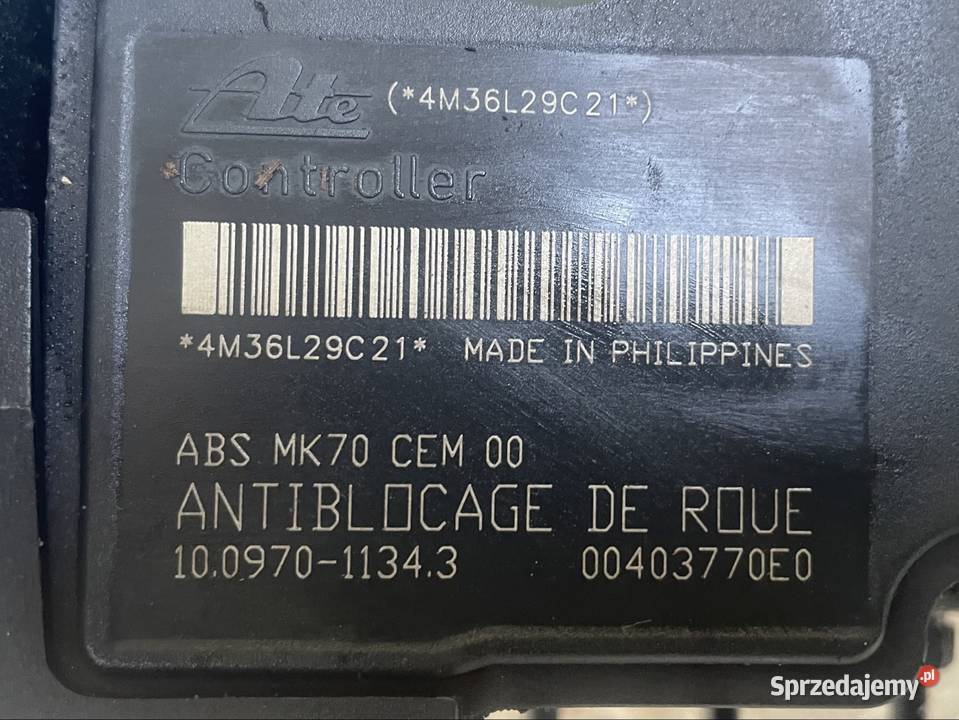 Ate (*4M36L29C21*)
Controller
*4M36L29C21* MADE IN PHILIPPINES
ABS MK70 CEM 00
ANTIBLOCAGE DE ROUE
10.0970-1134.3 00403770E0
Sprzedajemy.pl